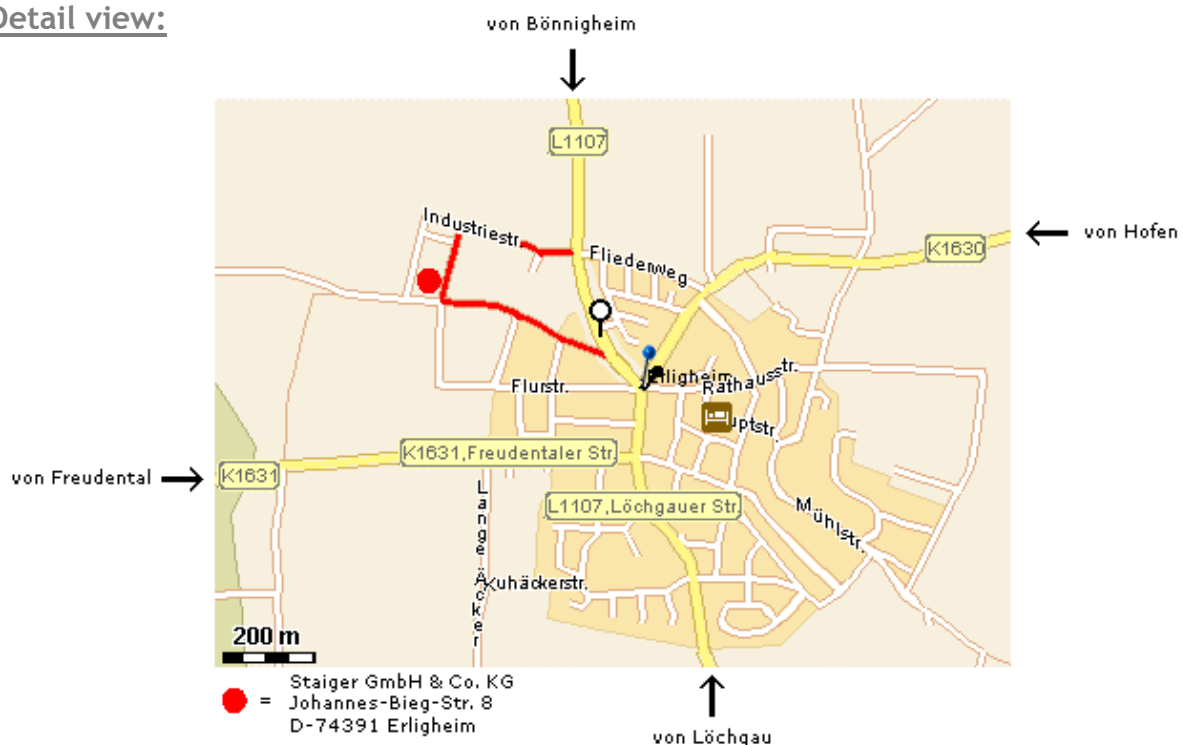 Detail view:
von Bönnigheim
L1107
Industriestr.
Fliederweg
K1630
von Hofen
Erligheim
Rathausstr.
Flurstr.
uptstr.
K1631,Freudentaler Str.
von Freudental
K1631
Lange Äcker
L1107,Löchgauer Str.
Mühlstr.
Kuhäckerstr.
200 m
= Staiger GmbH & Co. KG
Johannes-Bieg-Str. 8
D-74391 Erligheim
von Löchgau